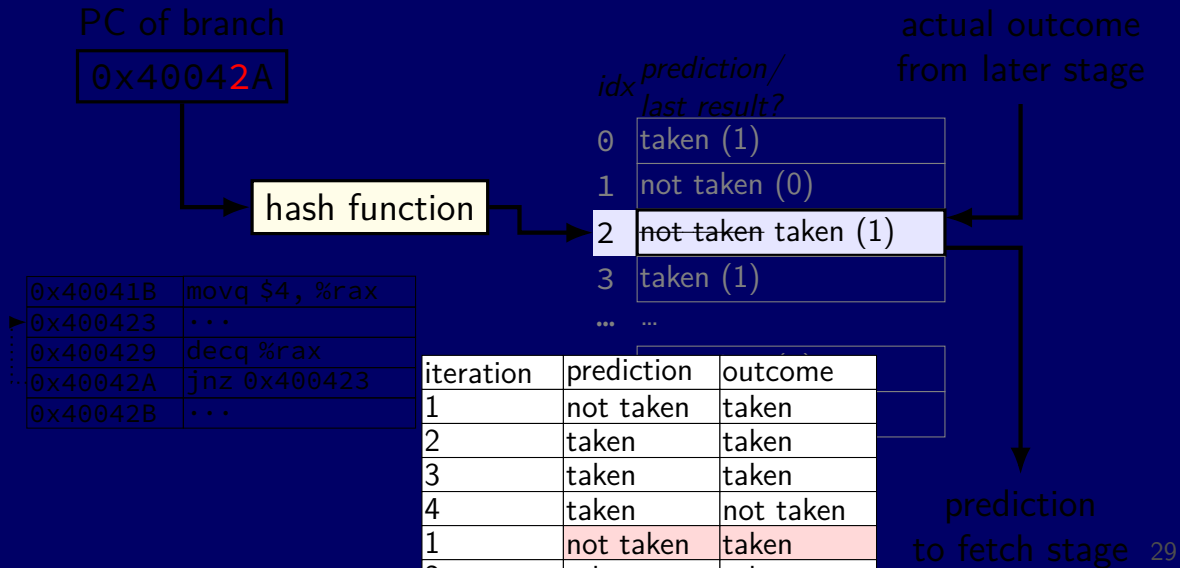 PC of branch
0x40042A
actual outcome
from later stage
idx
prediction/
last result?
0 taken (1)
1 not taken (0)
2 not taken taken (1)
3 taken (1)
… …
hash function
0x40041B movq $4, %rax
0x400423 ...
0x400429 decq %rax
0x40042A jnz 0x400423
0x40042B ...
iteration prediction outcome
1 not taken taken
2 taken taken
3 taken taken
4 taken not taken
1 not taken taken
prediction
to fetch stage
29